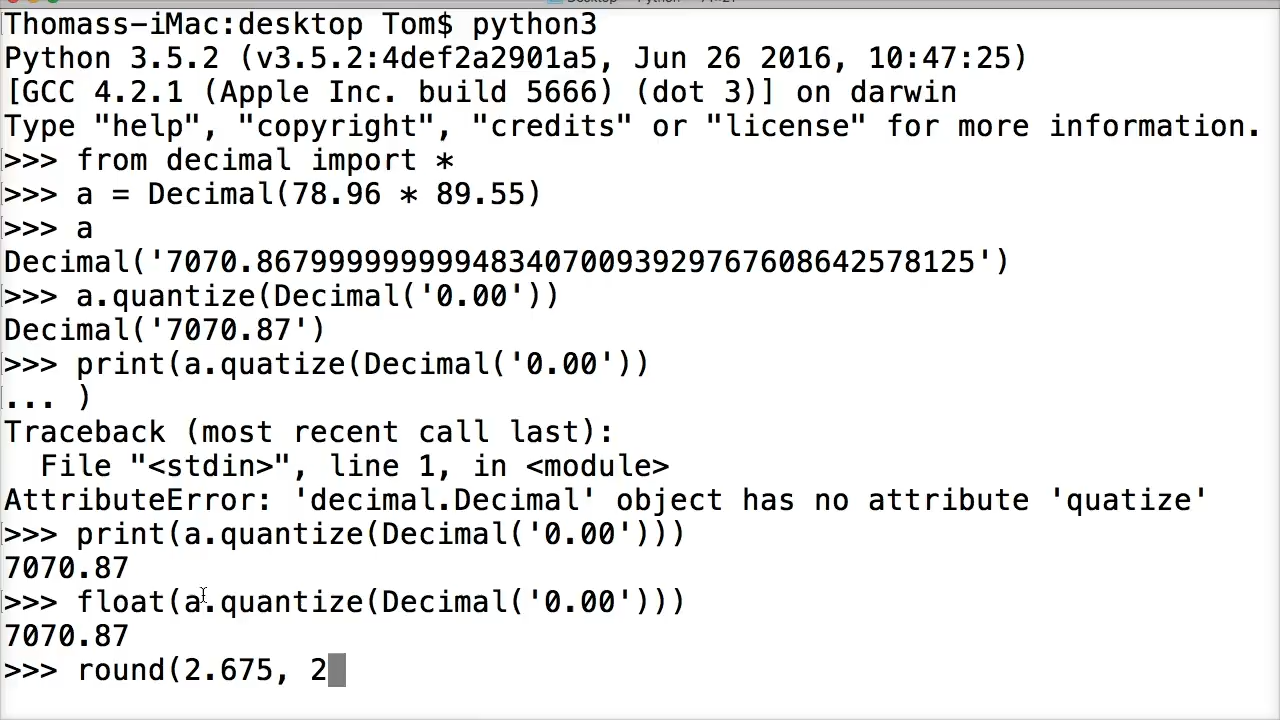 Thomass-iMac:desktop Tom$ python3
Python 3.5.2 (v3.5.2:4def2a2901a5, Jun 26 2016, 10:47:25)
[GCC 4.2.1 (Apple Inc. build 5666) (dot 3)] on darwin
Type "help", "copyright", "credits" or "license" for more information.
>>> from decimal import *
>>> a = Decimal(78.96 * 89.55)
>>> a
Decimal('7070.8679999999994834070093929767608642578125')
>>> a.quantize(Decimal('0.00'))
Decimal('7070.87')
>>> print(a.quatize(Decimal('0.00'))
... )
Traceback (most recent call last):
  File "<stdin>", line 1, in <module>
AttributeError: 'decimal.Decimal' object has no attribute 'quatize'
>>> print(a.quantize(Decimal('0.00')))
7070.87
>>> float(a.quantize(Decimal('0.00')))
7070.87
>>> round(2.675, 2